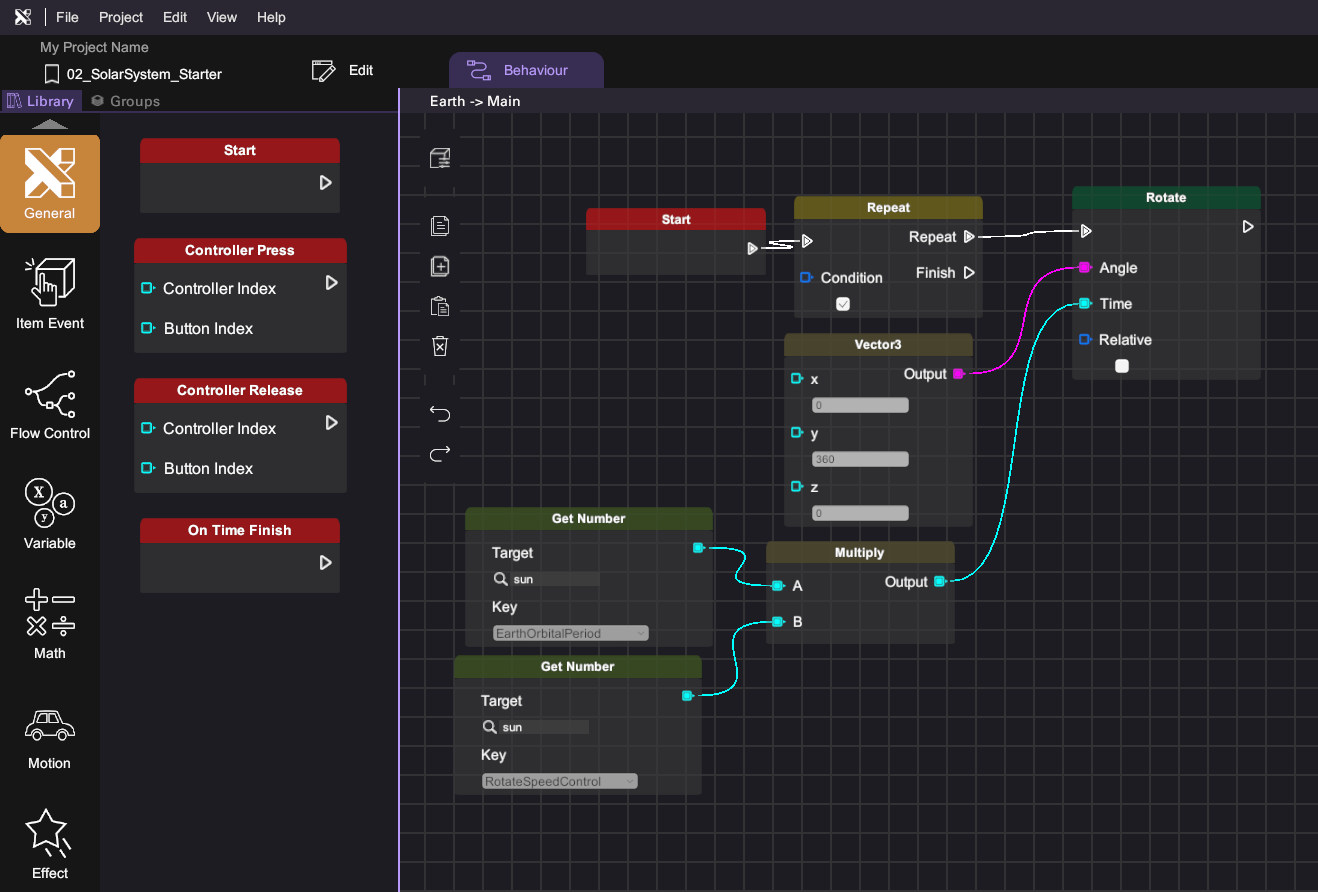 File Project Edit View Help
My Project Name
02_SolarSystem_Starter
Edit
Behaviour
Library
Groups
Earth -> Main
General
Item Event
Flow Control
Variable
Math
Motion
Effect
Start
Controller Press
Controller Index
Button Index
Controller Release
Controller Index
Button Index
On Time Finish
Start
Repeat
Repeat
Condition
Finish
Rotate
Angle
Time
Relative
Vector3
Output
x
0
y
360
z
0
Get Number
Target
sun
Key
EarthOrbitalPeriod
Multiply
Output
A
B
Get Number
Target
sun
Key
RotateSpeedControl